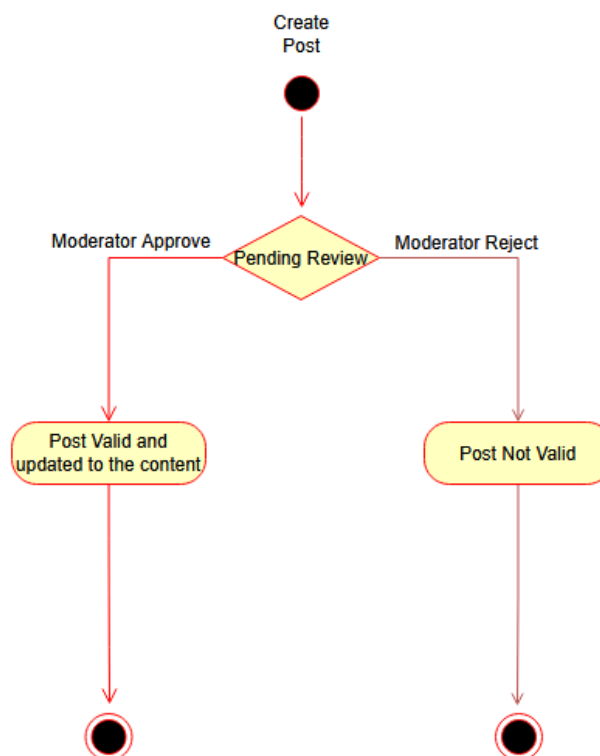 Create
Post
Moderator Approve
Pending Review
Moderator Reject
Post Valid and
updated to the content
Post Not Valid